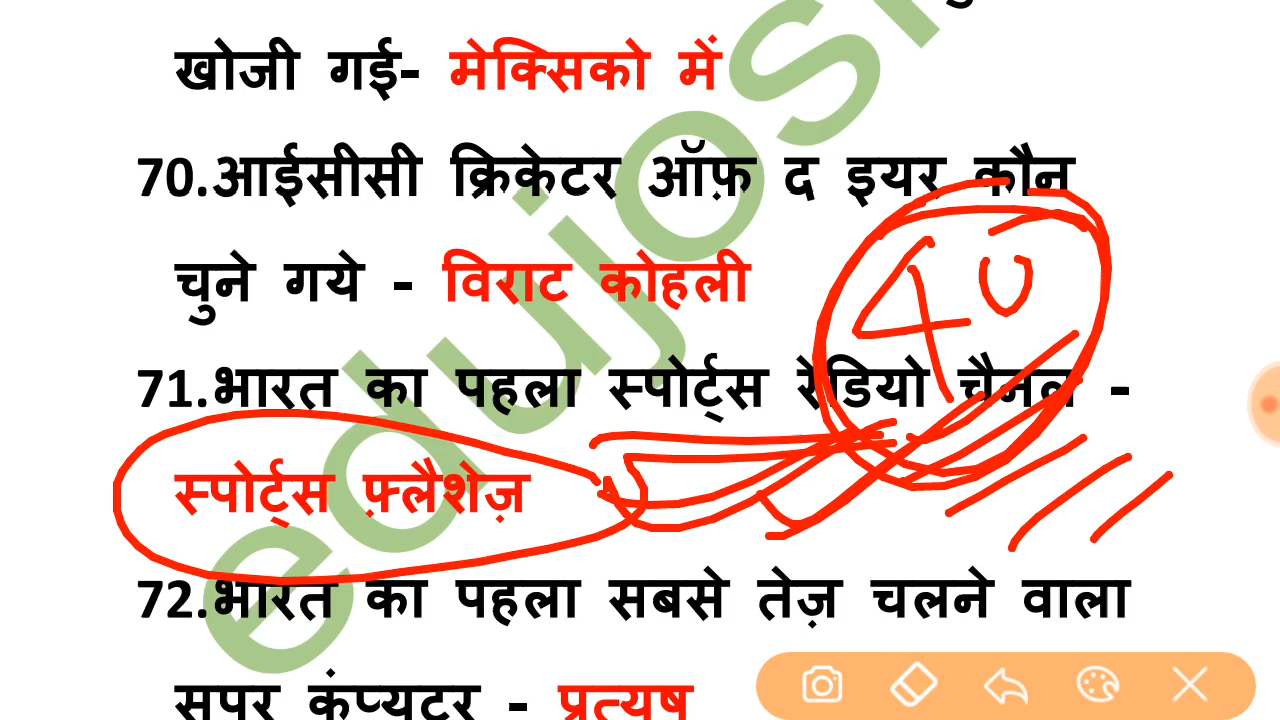 खोजी गई- मेक्सिको में
70.आईसीसी क्रिकेटर ऑफ़ द इयर कौन
चुने गये - विराट कोहली
40
71.भारत का पहला स्पोर्ट्स रेडियो चैनल -
स्पोर्ट्स फ़्लैशेज़
72.भारत का पहला सबसे तेज़ चलने वाला
सुपर कंप्यूटर - प्रत्यूष